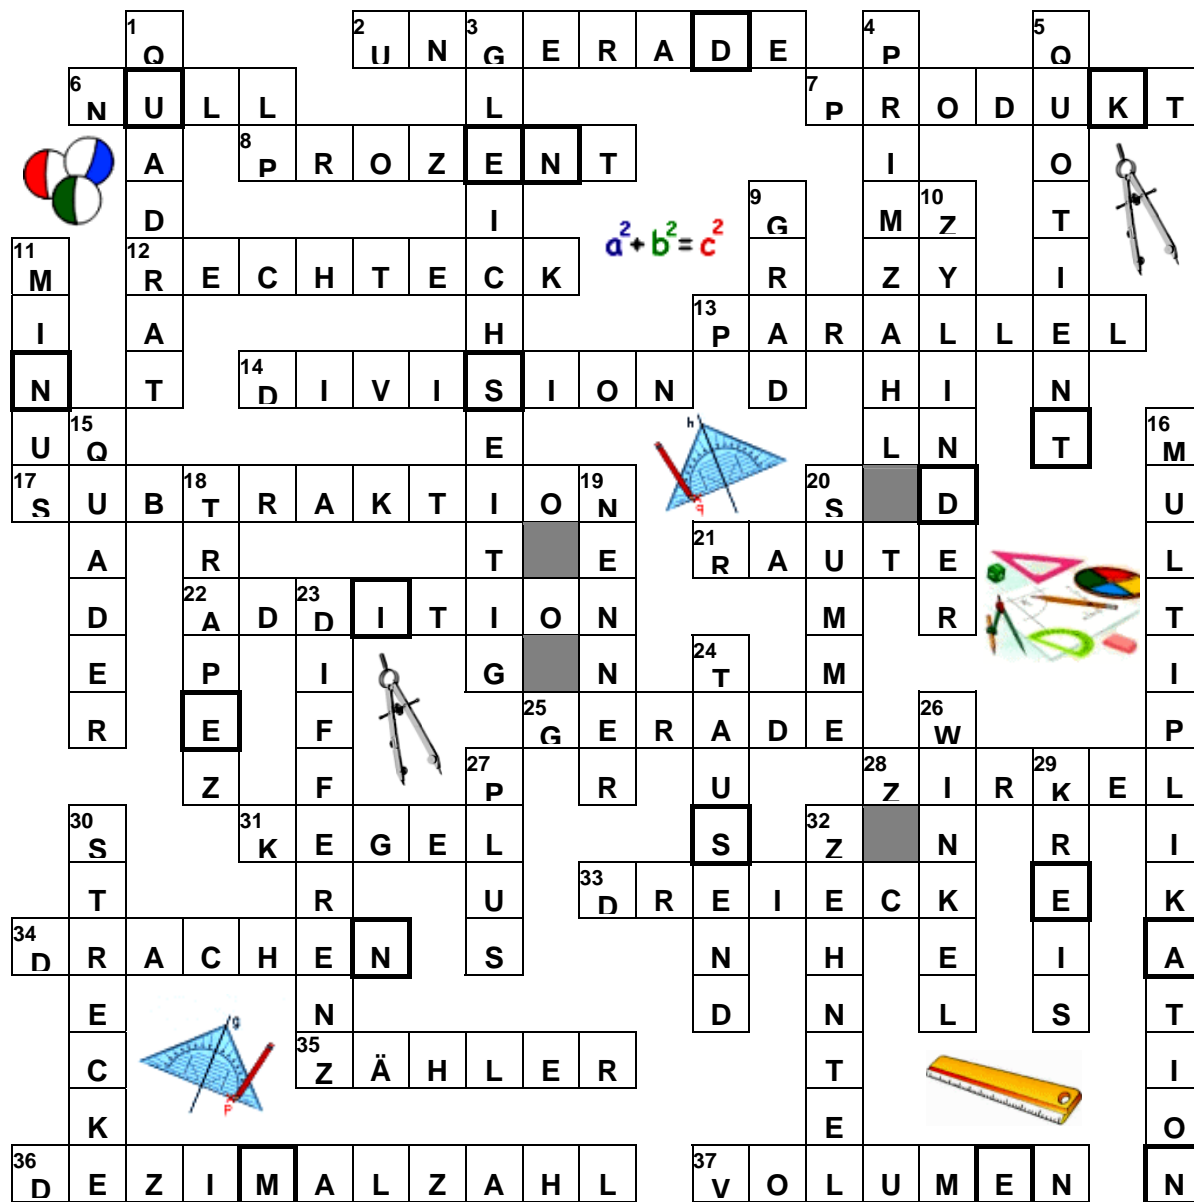 1 Q 2 U N 3 G E R A D E 4 P 5 Q
6 N U L L L 7 P R O D U K T
A 8 P R O Z E N T I O
D I 9 G M 10 Z T
a²+ b²= c²
11 M 12 R E C H T E C K R Z Y I
I A H 13 P A R A L L E L
N T 14 D I V I S I O N D H I N
U 15 Q E L N T 16 M
h
17 S U B 18 T R A K T I O 19 N 20 S D U
q
A R T E 21 R A U T E L
D 22 A D 23 D I T I O N M R T
E P I G N 24 T M I
R E F 25 G E R A D E 26 W P
Z F 27 P R U 28 Z I R 29 K E L
30 S 31 K E G E L S 32 Z N R I
T R U 33 D R E I E C K E K
34 D R A C H E N S N H E I A
E N D N L S T
g
C 35 Z Ä H L E R T I
p
K E O
36 D E Z I M A L Z A H L 37 V O L U M E N N